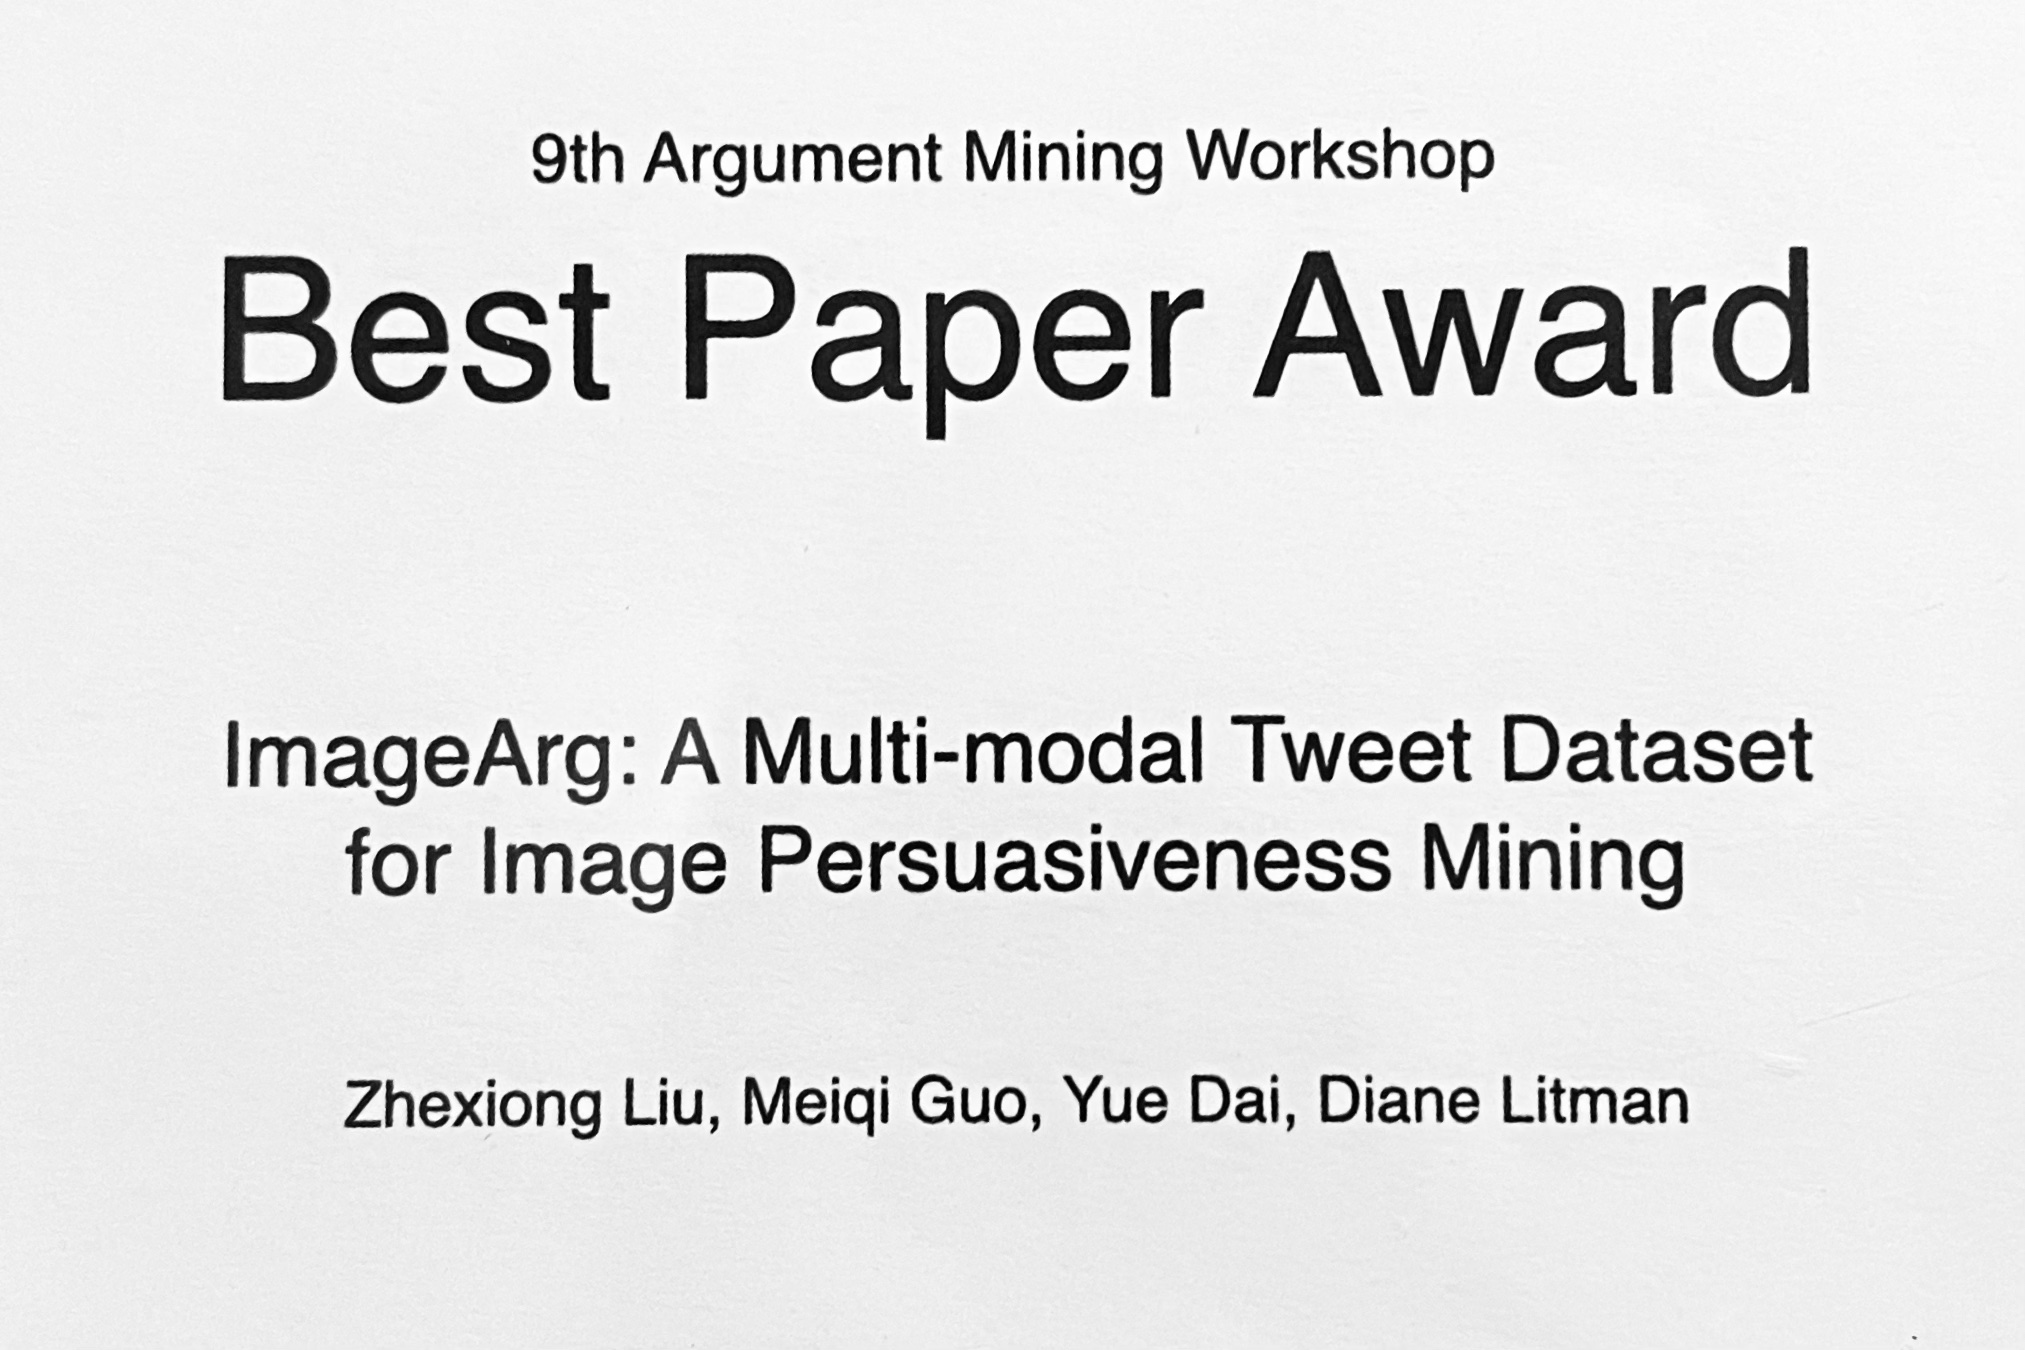 9th Argument Mining Workshop
Best Paper Award
ImageArg: A Multi-modal Tweet Dataset
for Image Persuasiveness Mining
Zhexiong Liu, Meiqi Guo, Yue Dai, Diane Litman